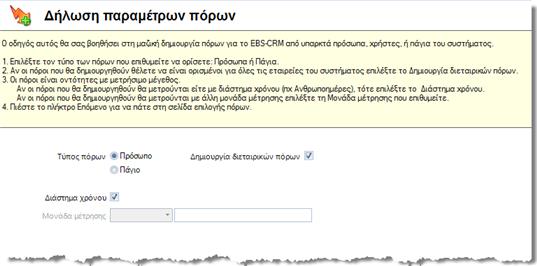 Δήλωση παραμέτρων πόρων
Ο οδηγός αυτός θα σας βοηθήσει στη μαζική δημιουργία πόρων για το EBS-CRM από υπαρκτά πρόσωπα, χρήστες, ή πάγια του συστήματος.
1. Επιλέξτε τον τύπο των πόρων που επιθυμείτε να ορίσετε: Πρόσωπα ή Πάγια.
2. Αν οι πόροι που θα δημιουργηθούν θέλετε να είναι ορισμένοι για όλες τις εταιρείες του συστήματος επιλέξτε το Δημιουργία διεταιρικών πόρων.
3. Οι πόροι είναι οντότητες με μετρήσιμο μέγεθος.
Αν οι πόροι που θα δημιουργηθούν θα μετρούνται είτε με διάστημα χρόνου (πχ Ανθρωποημέρες), τότε επιλέξτε το Διάστημα χρόνου.
Αν οι πόροι που θα δημιουργηθούν θα μετρούνται με άλλη μονάδα μέτρησης επιλέξτε τη Μονάδα μέτρησης που επιθυμείτε.
4. Πιέστε το πλήκτρο Επόμενο για να πάτε στη σελίδα επιλογής πόρων.
Τύπος πόρων Πρόσωπο Δημιουργία διεταιρικών πόρων
Πάγιο
Διάστημα χρόνου
Μονάδα μέτρησης